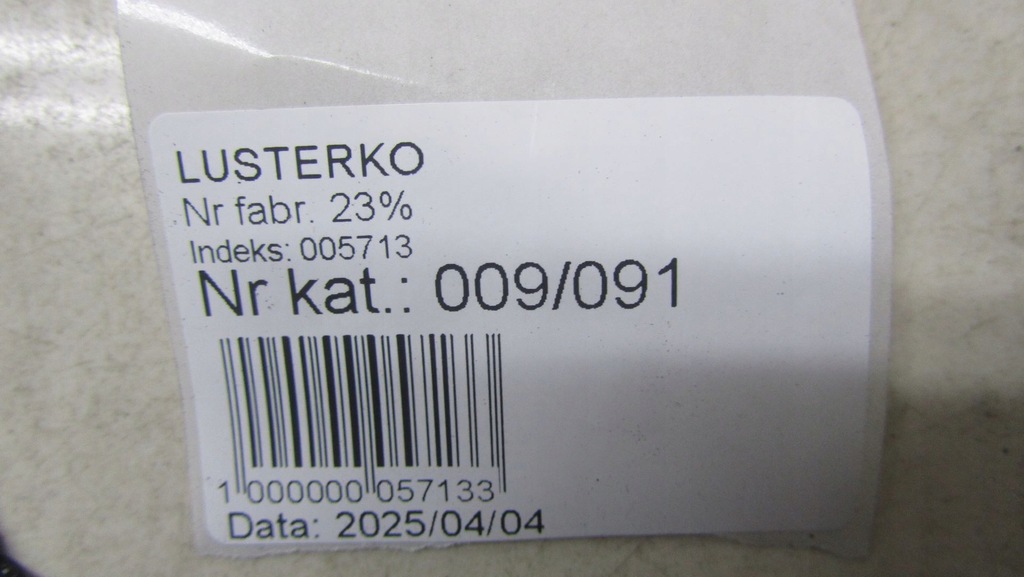 LUSTERKO
Nr fabr. 23%
Indeks: 005713
Nr kat.: 009/091
1 000000 057133
Data: 2025/04/04